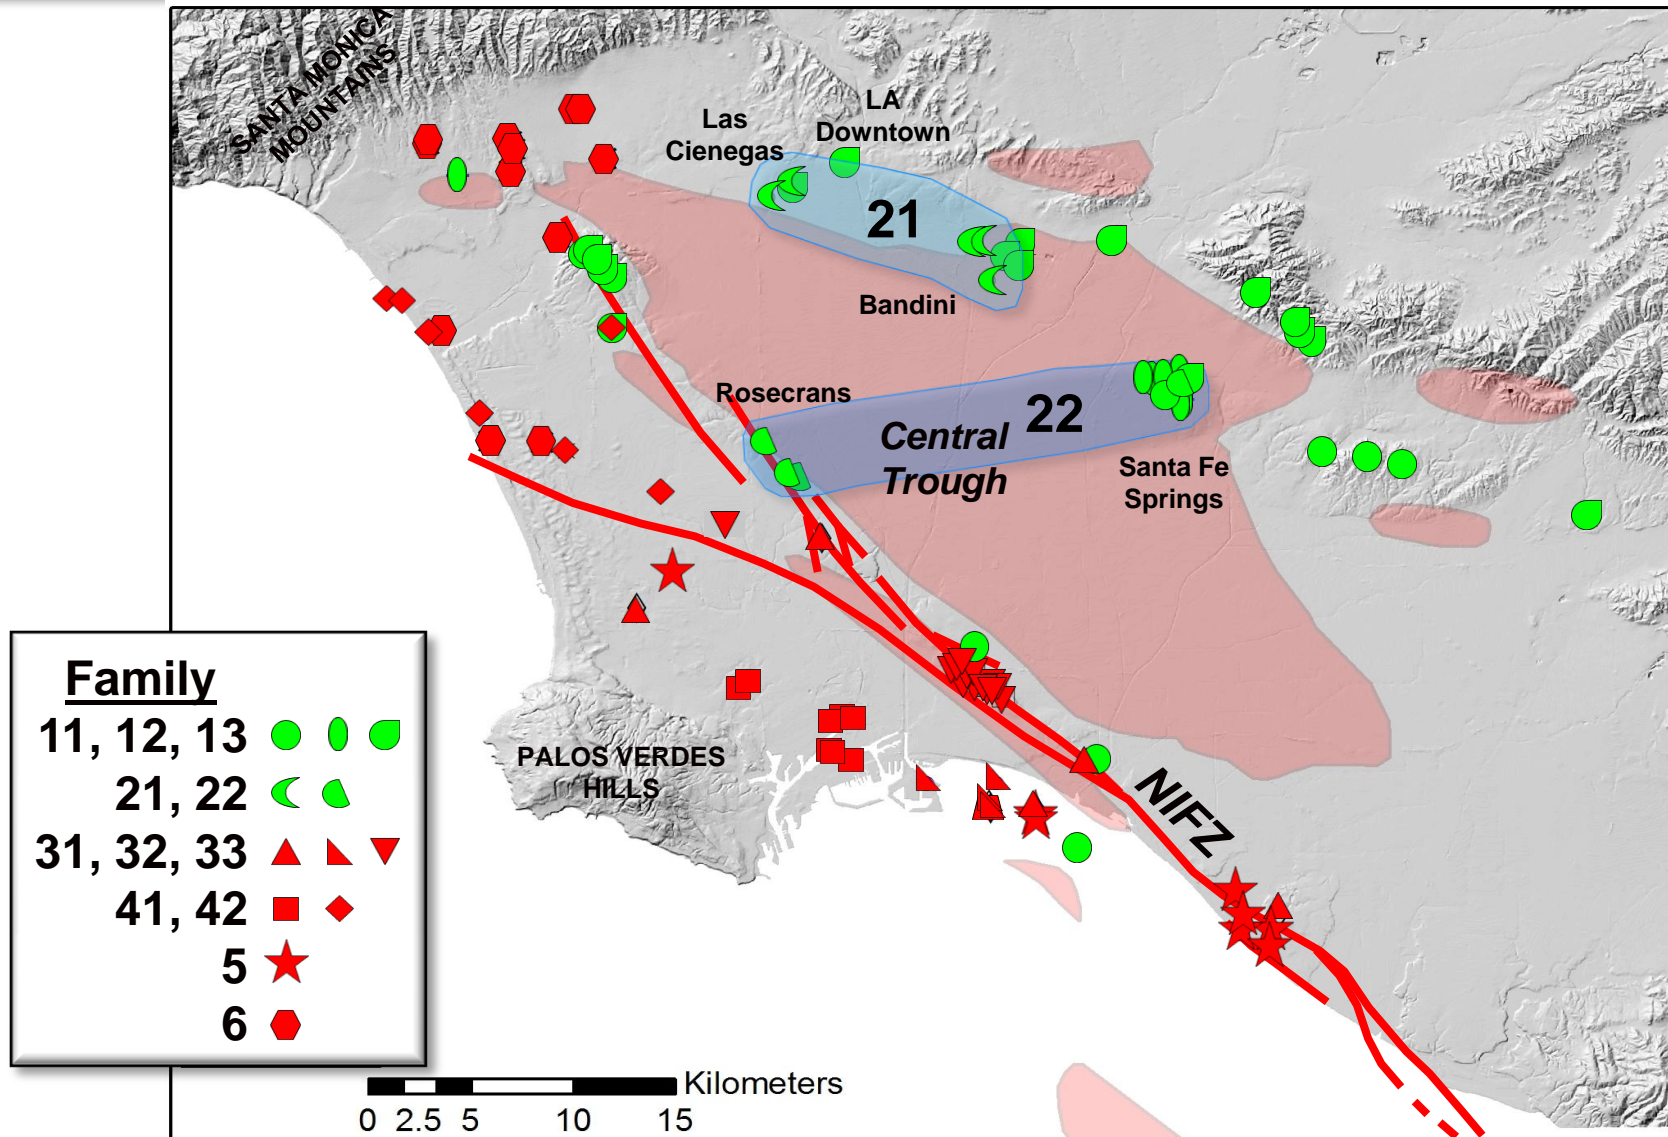 SANTA MONICA
MOUNTAINS
Las
Cienegas
LA
Downtown
21
Bandini
Rosecrans
22
Central
Trough
Santa Fe
Springs
PALOS VERDES
HILLS
NIFZ
Family
11, 12, 13
21, 22
31, 32, 33
41, 42
5
6
Kilometers
0 2.5 5 10 15